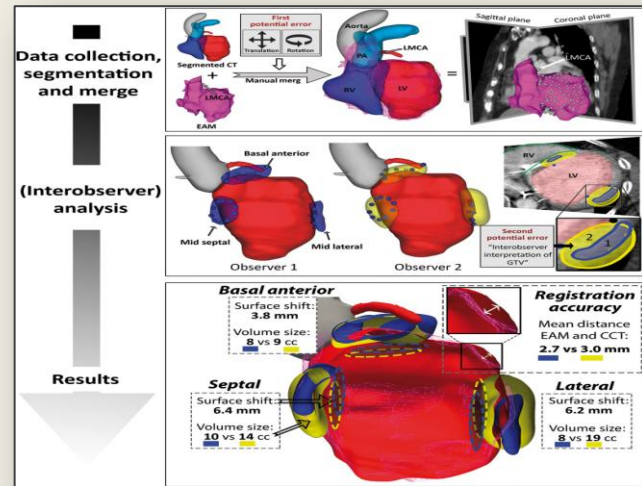 Data collection,
segmentation
and merge
Segmented CT
+
LMCA
EAM
First
potential error
Translation
Rotation
Manual merg
Aorta
PA
LMCA
RV
LV
=
Sagittal plane
Coronal plane
LMCA
(Interobserver)
analysis
Basal anterior
Mid septal
Mid lateral
Observer 1
Observer 2
RV
LV
Second
potential error
"Interobserver
interpretation of
GTV"
2
1
Results
Basal anterior
Surface shift:
3.8 mm
Volume size:
8 vs 9 cc
Registration
accuracy
Mean distance
EAM and CCT:
2.7 vs 3.0 mm
Septal
Surface shift:
6.4 mm
Volume size:
10 vs 14 cc
Lateral
Surface shift:
6.2 mm
Volume size:
8 vs 19 cc